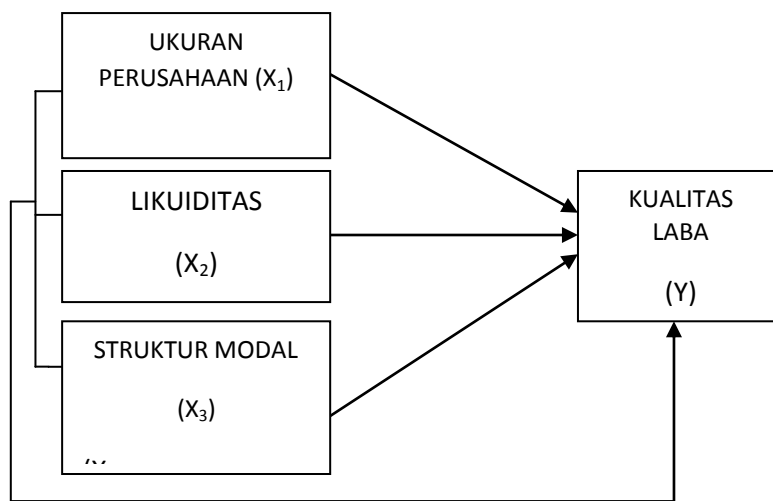 UKURAN
PERUSAHAAN (X₁)
LIKUIDITAS
(X₂)
STRUKTUR MODAL
(X₃)
KUALITAS
LABA
(Y)